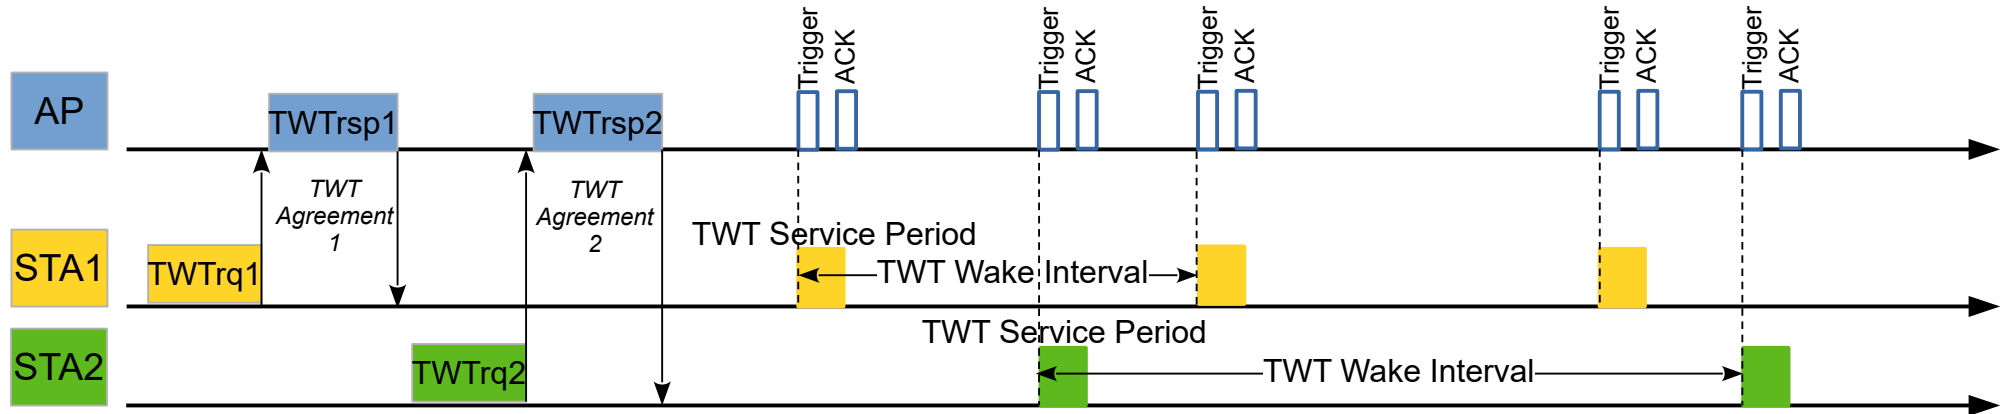 Trigger
ACK
Trigger
ACK
Trigger
ACK
Trigger
ACK
Trigger
ACK
AP
TWTrsp1
TWTrsp2
TWT
Agreement
1
TWT
Agreement
2
STA1
TWTrq1
TWT Service Period
TWT Wake Interval
STA2
TWTrq2
TWT Service Period
TWT Wake Interval